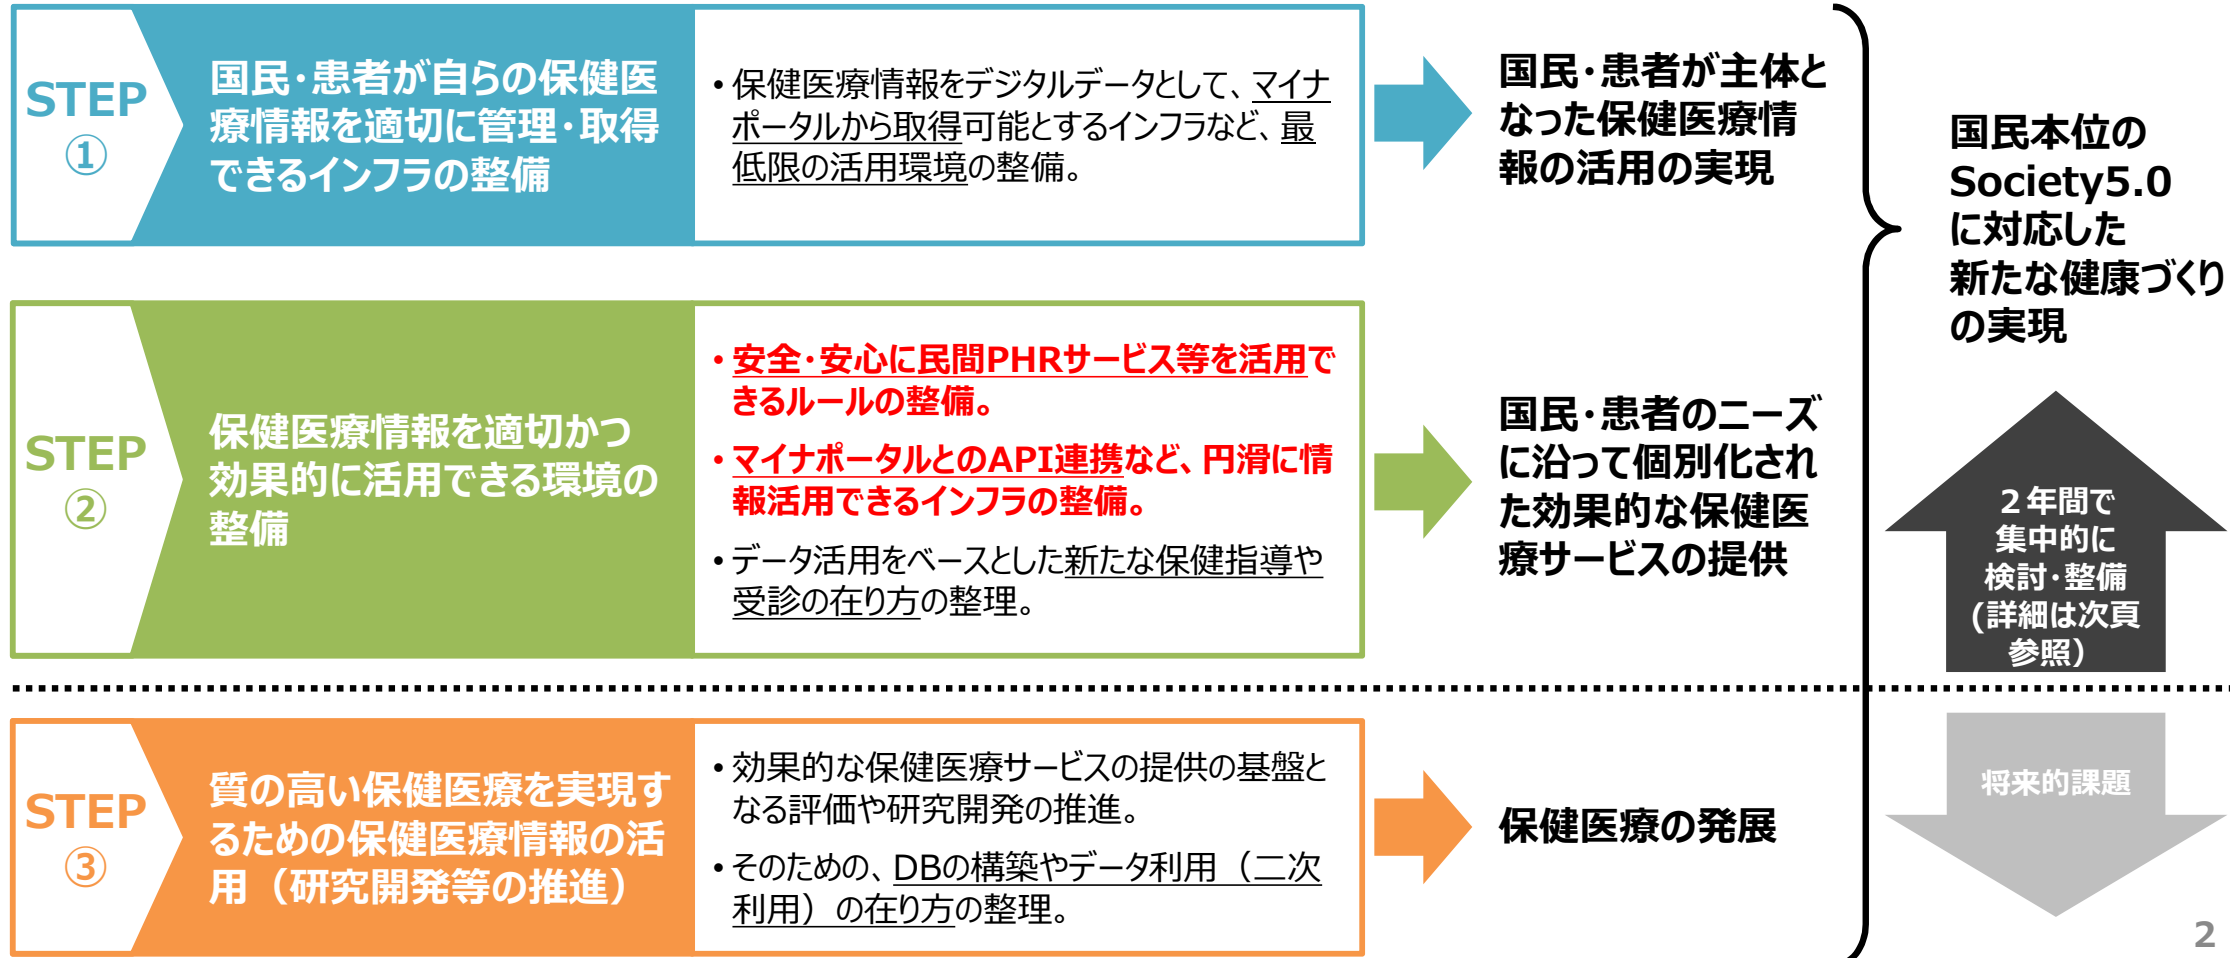 STEP
①
国民・患者が自らの保健医
療情報を適切に管理・取得
できるインフラの整備
・保健医療情報をデジタルデータとして、マイナ
ポータルから取得可能とするインフラなど、最
低限の活用環境の整備。
国民・患者が主体と
なった保健医療情
報の活用の実現
STEP
②
保健医療情報を適切かつ
効果的に活用できる環境の
整備
・安全・安心に民間PHRサービス等を活用で
きるルールの整備。
・マイナポータルとのAPI連携など、円滑に情
報活用できるインフラの整備。
・データ活用をベースとした新たな保健指導や
受診の在り方の整理。
国民・患者のニーズ
に沿って個別化され
た効果的な保健医
療サービスの提供
STEP
③
質の高い保健医療を実現す
るための保健医療情報の活
用（研究開発等の推進）
・効果的な保健医療サービスの提供の基盤と
なる評価や研究開発の推進。
・そのための、DBの構築やデータ利用（二次
利用）の在り方の整理。
保健医療の発展
国民本位の
Society5.0
に対応した
新たな健康づくり
の実現
２年間で
集中的に
検討・整備
(詳細は次頁
参照）
将来的課題
2